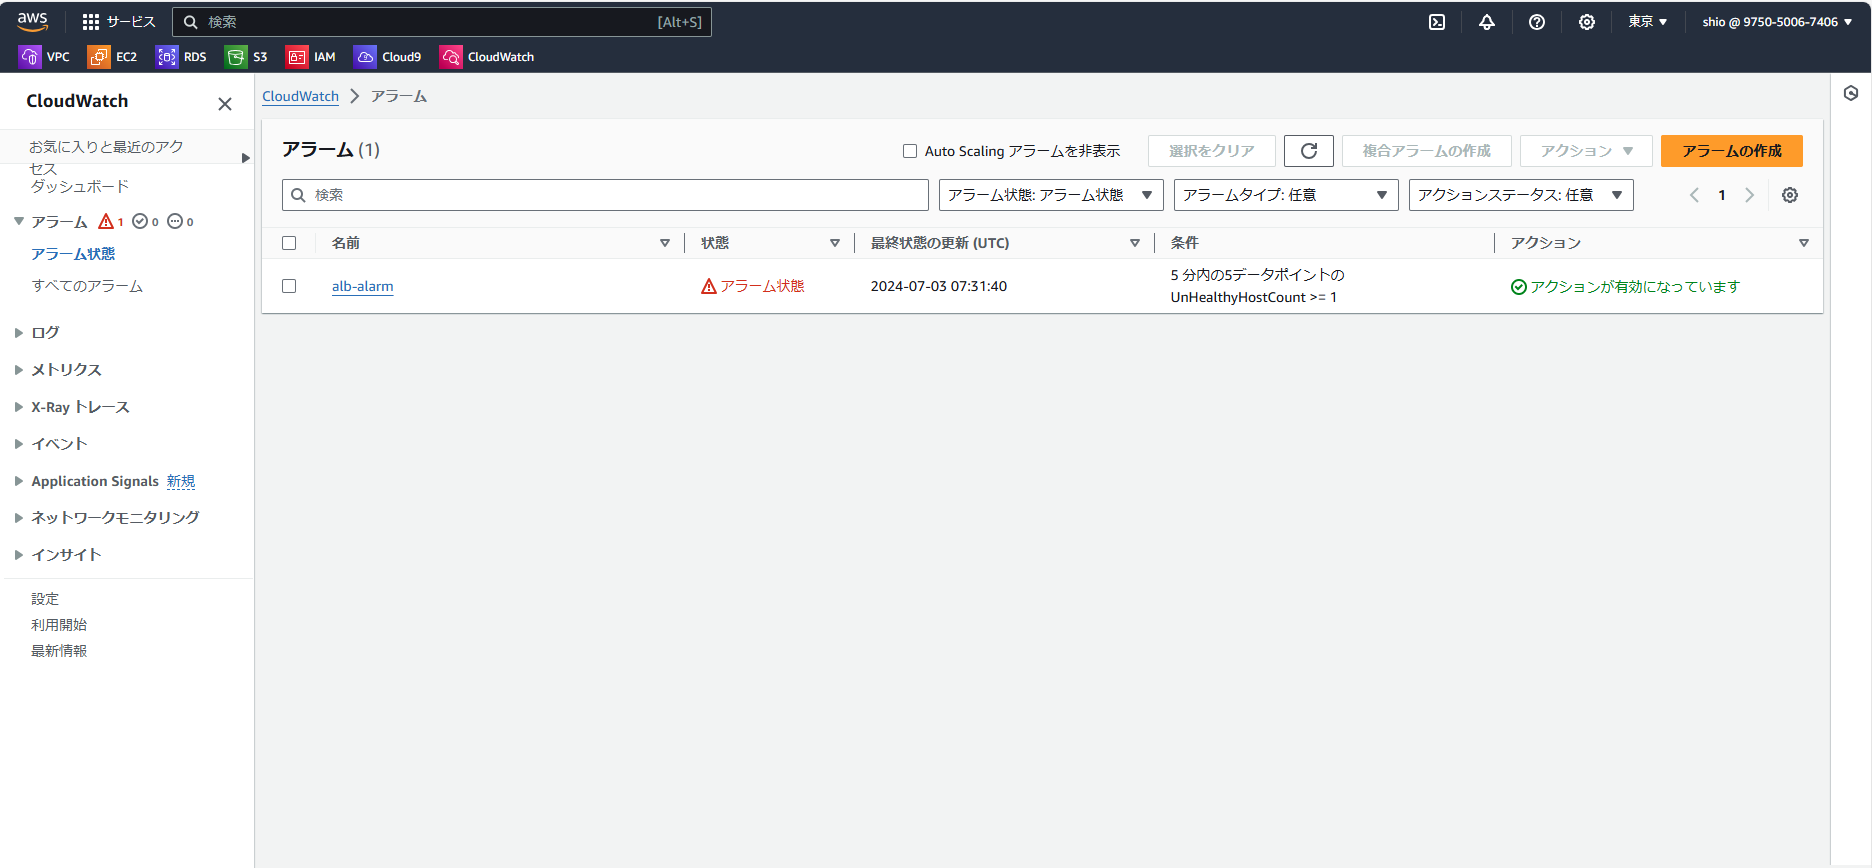 aws
サービス
検索
[Alt+S]
東京
shio @ 9750-5006-7406
VPC
EC2
RDS
S3
IAM
Cloud9
CloudWatch
CloudWatch
お気に入りと最近のアク
セス
ダッシュボード
アラーム 1 0 0
アラーム状態
すべてのアラーム
ログ
メトリクス
X-Ray トレース
イベント
Application Signals 新規
ネットワークモニタリング
インサイト
設定
利用開始
最新情報
CloudWatch
アラーム
アラーム (1)
Auto Scaling アラームを非表示
選択をクリア
複合アラームの作成
アクション
アラームの作成
検索
アラーム状態: アラーム状態
アラームタイプ: 任意
アクションステータス: 任意
1
名前
状態
最終状態の更新 (UTC)
条件
アクション
alb-alarm
アラーム状態
2024-07-03 07:31:40
5 分内の5データポイントの
UnHealthyHostCount >= 1
アクションが有効になっています